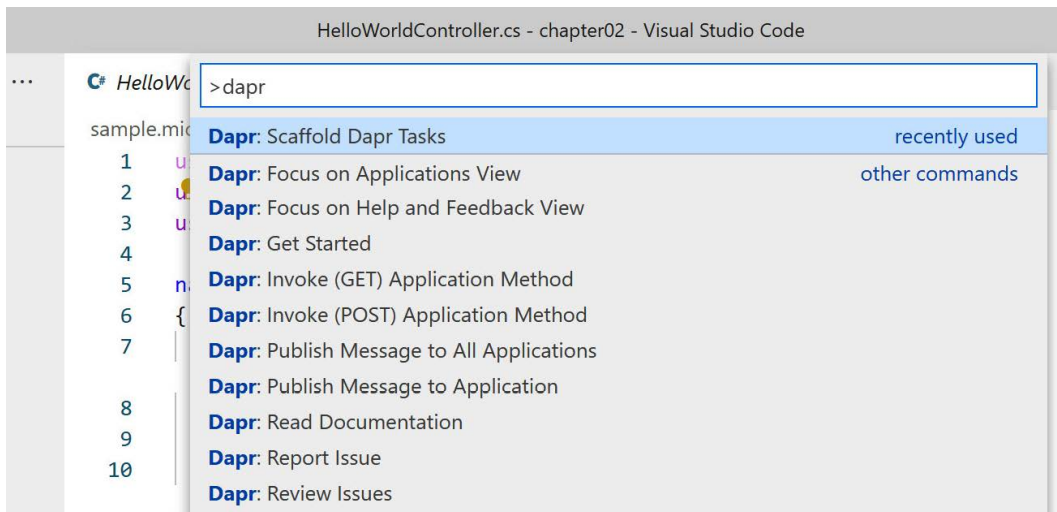 HelloWorldController.cs - chapter02 - Visual Studio Code
...
C# HelloWo
>dapr
sample.mic
Dapr: Scaffold Dapr Tasks recently used
Dapr: Focus on Applications View other commands
Dapr: Focus on Help and Feedback View
Dapr: Get Started
Dapr: Invoke (GET) Application Method
Dapr: Invoke (POST) Application Method
Dapr: Publish Message to All Applications
Dapr: Publish Message to Application
Dapr: Read Documentation
Dapr: Report Issue
Dapr: Review Issues
1 u
2 u
3 u
4
5 na
6 {
7
8
9
10